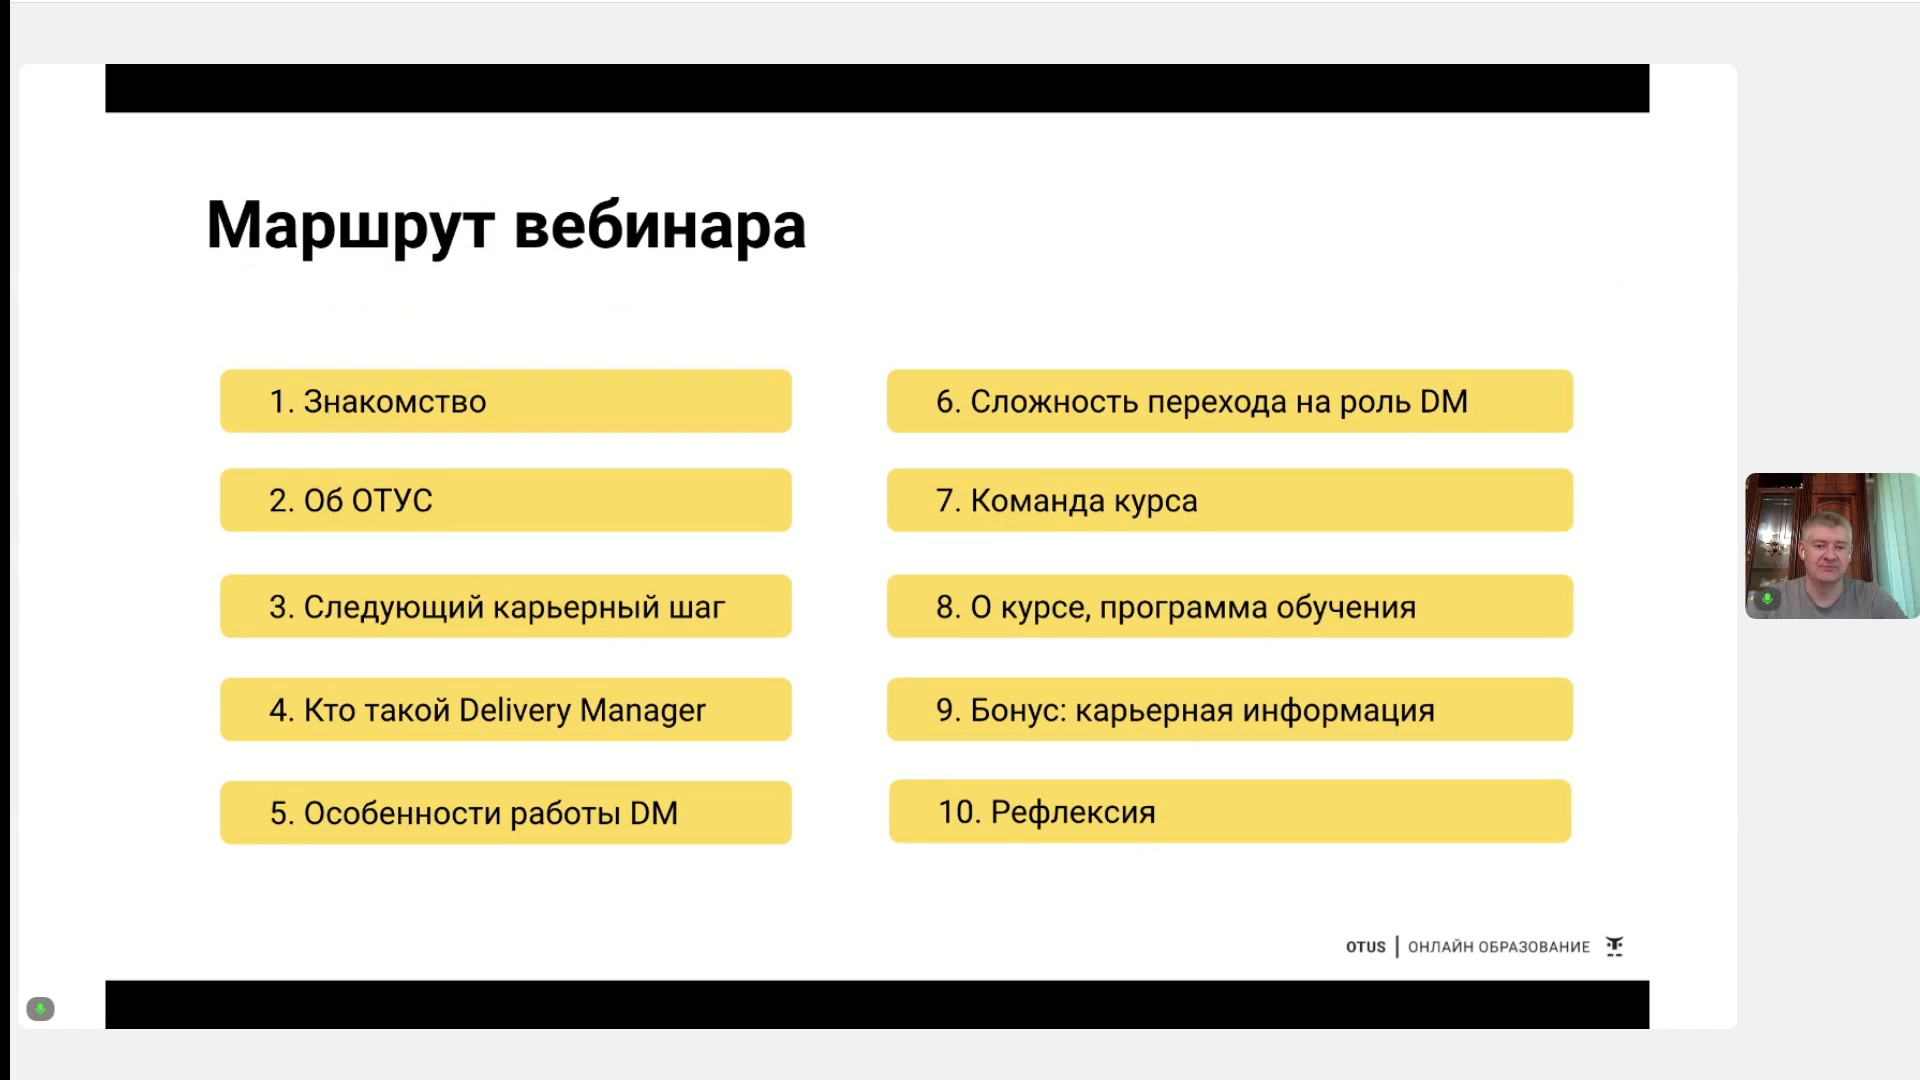 Маршрут вебинара
1. Знакомство
2. Об ОТУС
3. Следующий карьерный шаг
4. Кто такой Delivery Manager
5. Особенности работы DM
6. Сложность перехода на роль DM
7. Команда курса
8. О курсе, программа обучения
9. Бонус: карьерная информация
10. Рефлексия
OTUS | ОНЛАЙН ОБРАЗОВАНИЕ